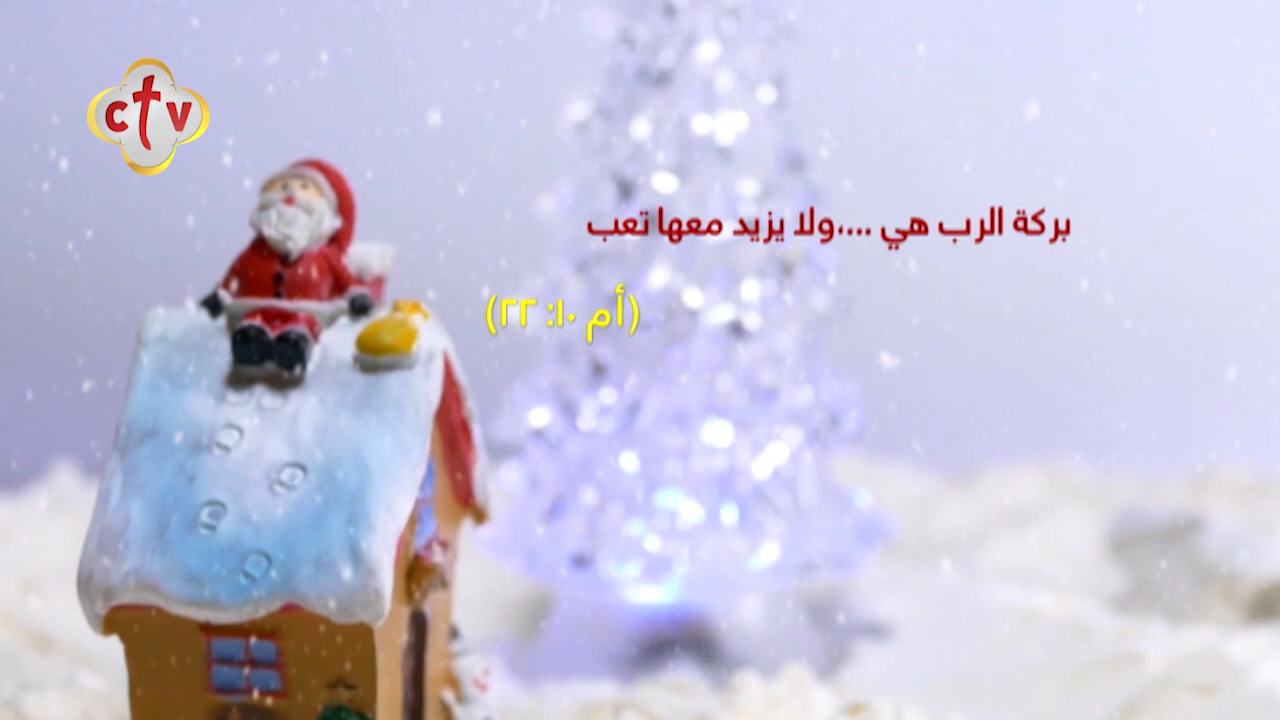 ctv
بركة الرب هي ...،ولا يزيد معها تعب
(أم ١٠: ٢٢)